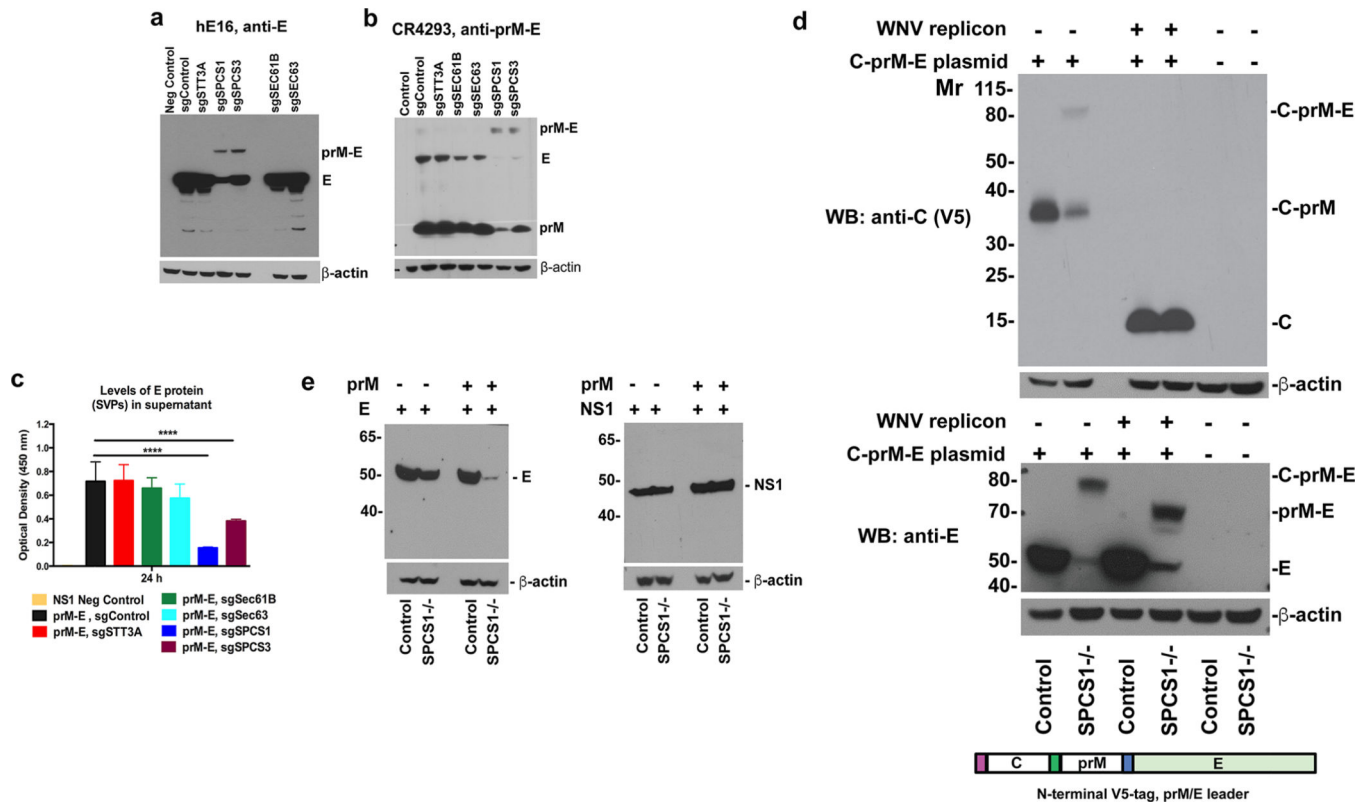 a
hE16, anti-E
Neg Control
sgControl
sgSTT3A
sgSPCS1
sgSPCS3
sgSEC61B
sgSEC63
prM-E
E
β-actin
b
CR4293, anti-prM-E
Control
sgControl
sgSTT3A
sgSEC61B
sgSEC63
sgSPCS1
sgSPCS3
prM-E
E
prM
β-actin
c
Levels of E protein
(SVPs) in supernatant
****
****
Optical Density (450 nm)
1.2
1.0
0.8
0.6
0.4
0.2
0.0
24 h
NS1 Neg Control
prM-E , sgControl
prM-E, sgSTT3A
prM-E, sgSec61B
prM-E, sgSec63
prM-E, sgSPCS1
prM-E, sgSPCS3
e
prM - - + +
E + + + +
65-
50-
40-
- E
- β-actin
Control
SPCS1-/-
Control
SPCS1-/-
prM - - + +
NS1 + + + +
65-
50-
40-
- NS1
- β-actin
Control
SPCS1-/-
Control
SPCS1-/-
d
WNV replicon - - + + - -
C-prM-E plasmid + + + + - -
Mr
115-
80-
50-
40-
30-
25-
15-
WB: anti-C (V5)
-C-prM-E
-C-prM
-C
-β-actin
WNV replicon - - + + - -
C-prM-E plasmid + + + + - -
80-
70-
50-
40-
WB: anti-E
-C-prM-E
-prM-E
-E
-β-actin
Control
SPCS1-/-
Control
SPCS1-/-
Control
SPCS1-/-
C prM E
N-terminal V5-tag, prM/E leader